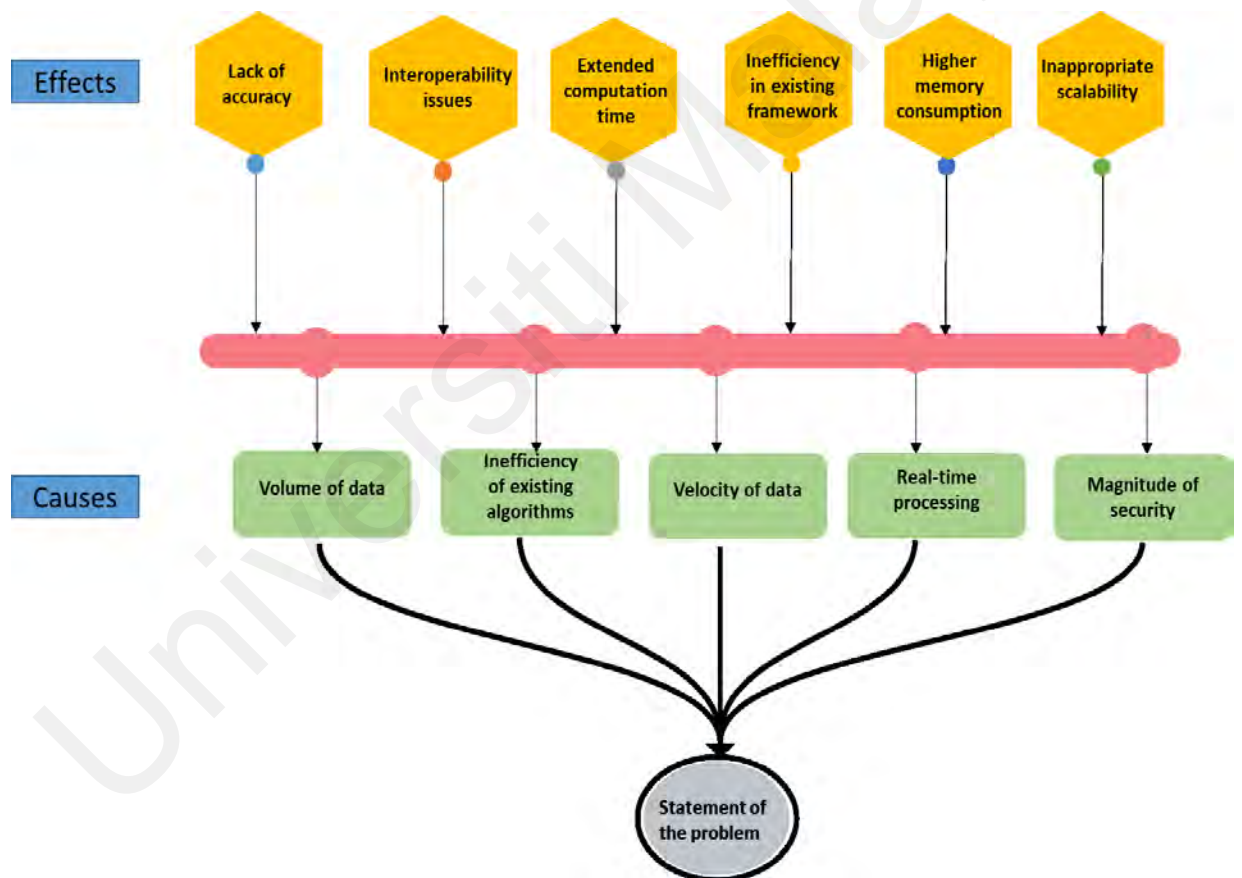 Effects
Lack of
accuracy
Interoperability
issues
Extended
computation
time
Inefficiency
in existing
framework
Higher
memory
consumption
Inappropriate
scalability
Causes
Volume of data
Inefficiency
of existing
algorithms
Velocity of data
Real-time
processing
Magnitude of
security
Statement of
the problem
Universiti Mala